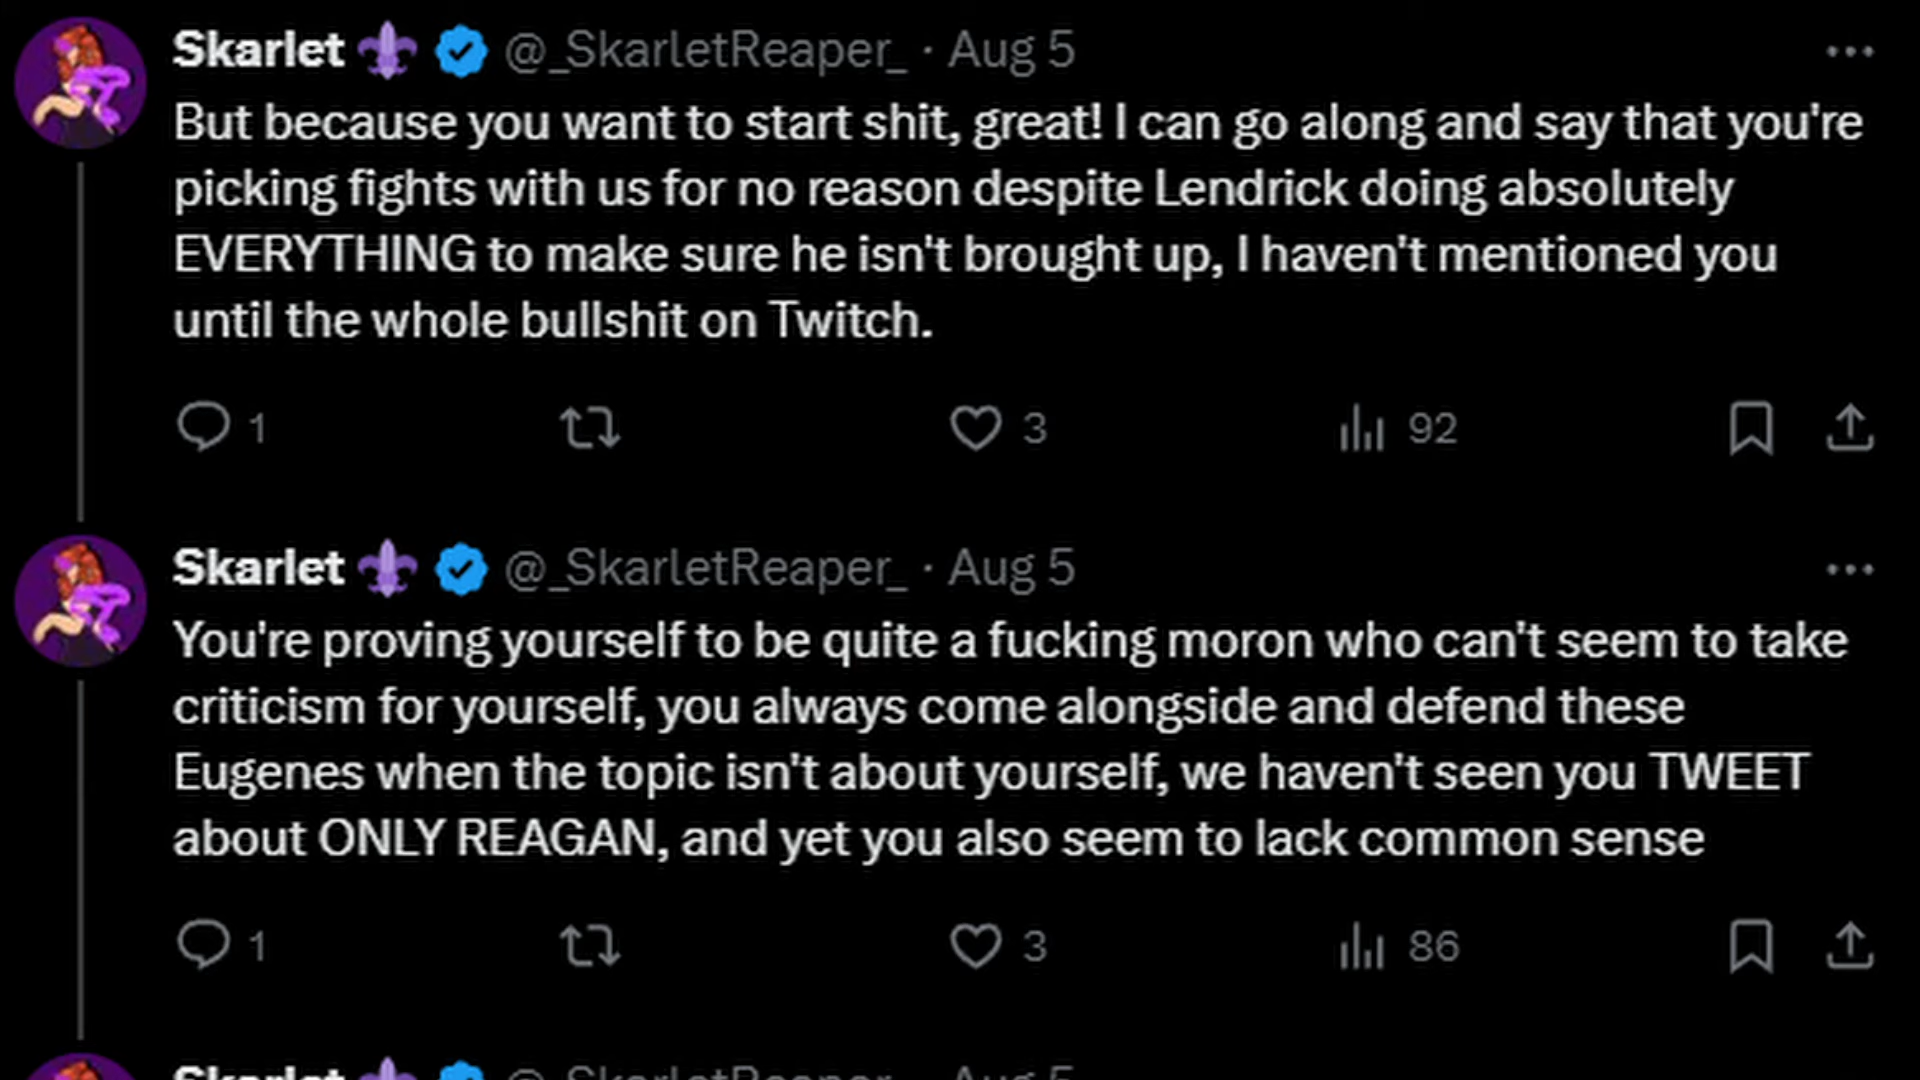 Skarlet ⚜ @_SkarletReaper_ · Aug 5
But because you want to start shit, great! I can go along and say that you're
picking fights with us for no reason despite Lendrick doing absolutely
EVERYTHING to make sure he isn't brought up, I haven't mentioned you
until the whole bullshit on Twitch.
1 3 92
Skarlet ⚜ @_SkarletReaper_ · Aug 5
You're proving yourself to be quite a fucking moron who can't seem to take
criticism for yourself, you always come alongside and defend these
Eugenes when the topic isn't about yourself, we haven't seen you TWEET
about ONLY REAGAN, and yet you also seem to lack common sense
1 3 86
Skarlet ⚜ @_SkarletReaper_ · Aug 5